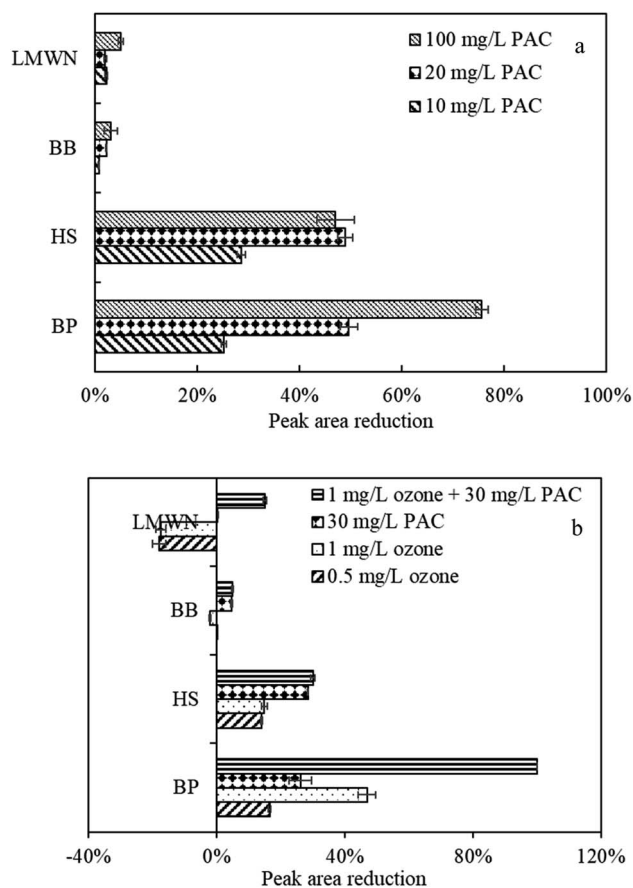 a
100 mg/L PAC
20 mg/L PAC
10 mg/L PAC
LMWN
BB
HS
BP
0% 20% 40% 60% 80% 100%
Peak area reduction
b
1 mg/L ozone + 30 mg/L PAC
30 mg/L PAC
1 mg/L ozone
0.5 mg/L ozone
LMWN
BB
HS
BP
-40% 0% 40% 80% 120%
Peak area reduction